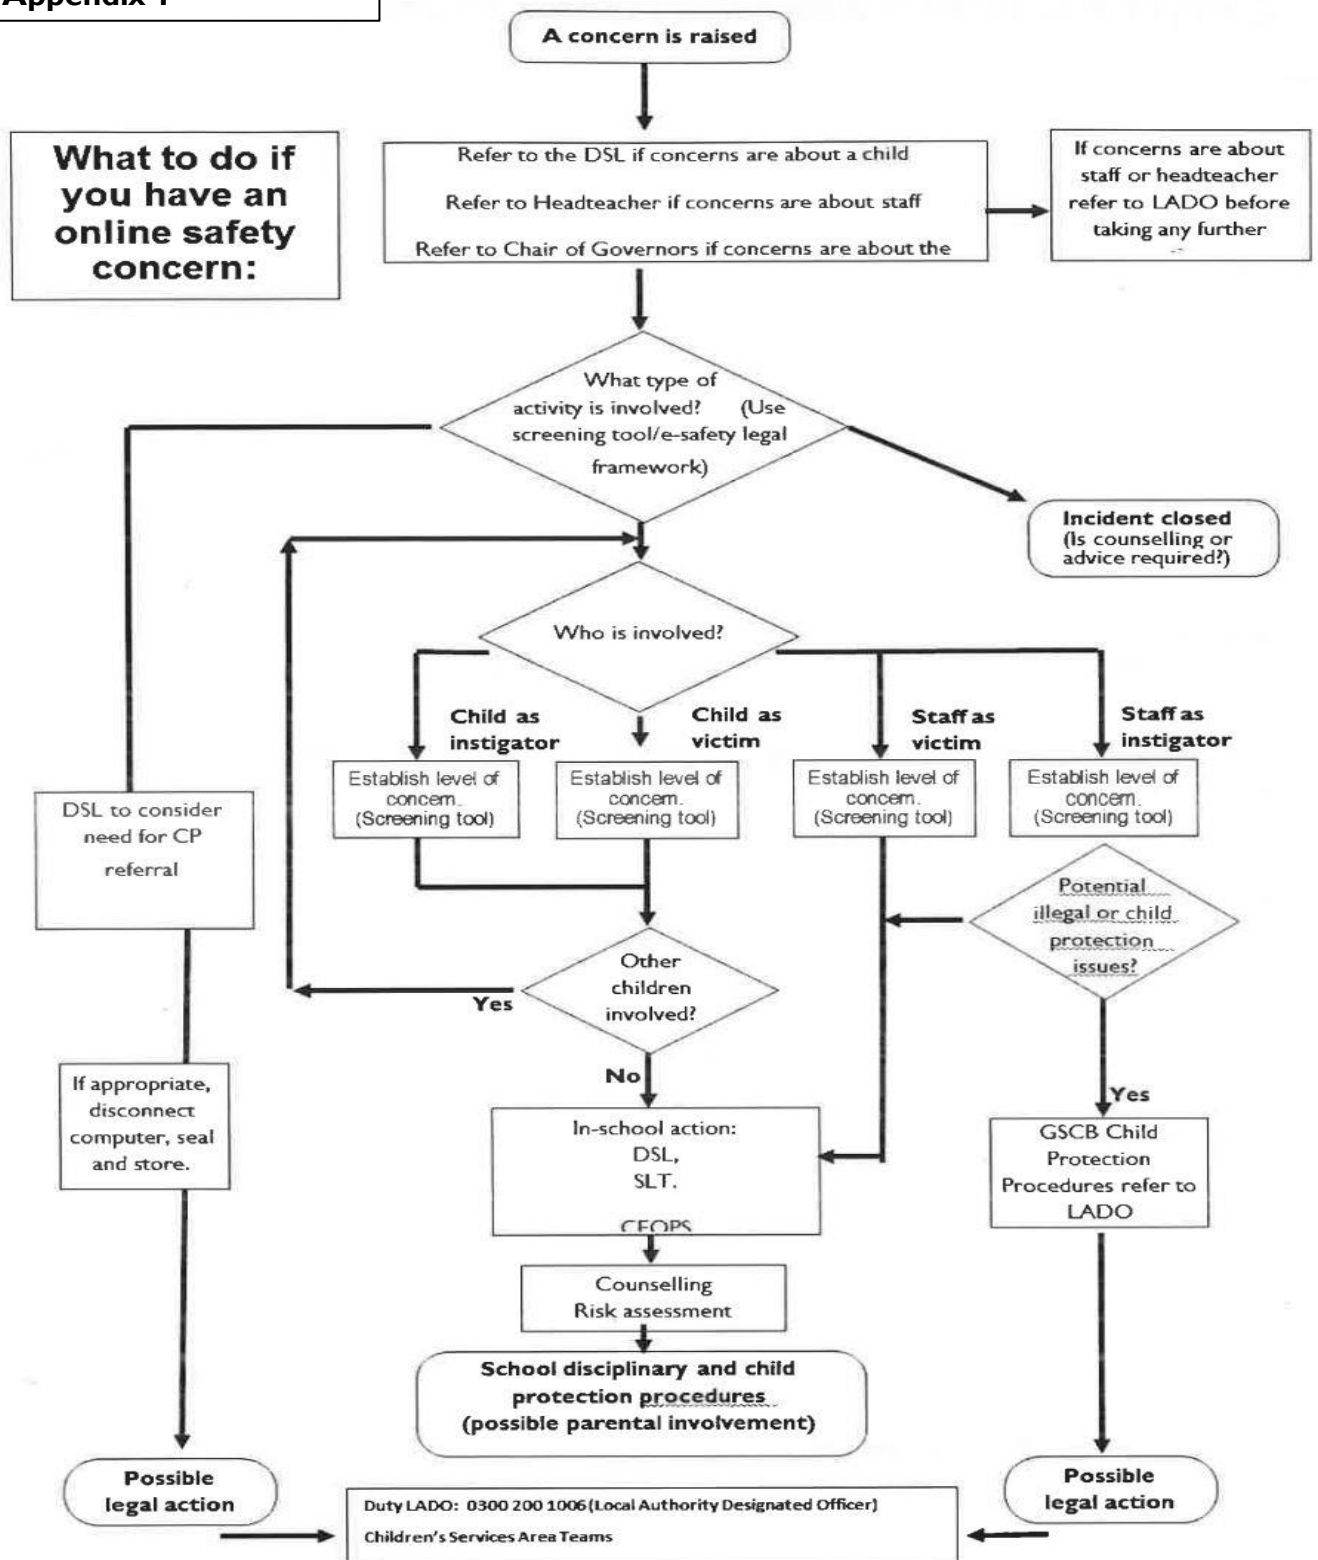 Appendix
A concern is raised
What to do if
you have an
online safety
concern:
Refer to the DSL if concerns are about a child
Refer to Headteacher if concerns are about staff
Refer to Chair of Governors if concerns are about the
If concerns are about
staff or headteacher
refer to LADO before
taking any further
What type of
activity is involved? (Use
screening tool/e-safety legal
framework)
Incident closed
(Is counselling or
advice required?)
Who is involved?
Child as
instigator
Child as
victim
Staff as
victim
Staff as
instigator
Establish level of
concern.
(Screening tool)
Establish level of
concern.
(Screening tool)
Establish level of
concern.
(Screening tool)
Establish level of
concern.
(Screening tool)
DSL to consider
need for CP
referral
Potential
illegal or child
protection
issues?
Other
children
involved?
Yes
No
Yes
If appropriate,
disconnect
computer, seal
and store.
In-school action:
DSL,
SLT.
CEOPS
GSCB Child
Protection
Procedures refer to
LADO
Counselling
Risk assessment
School disciplinary and child
protection procedures
(possible parental involvement)
Possible
legal action
Possible
legal action
Duty LADO: 0300 200 1006 (Local Authority Designated Officer)
Children's Services Area Teams